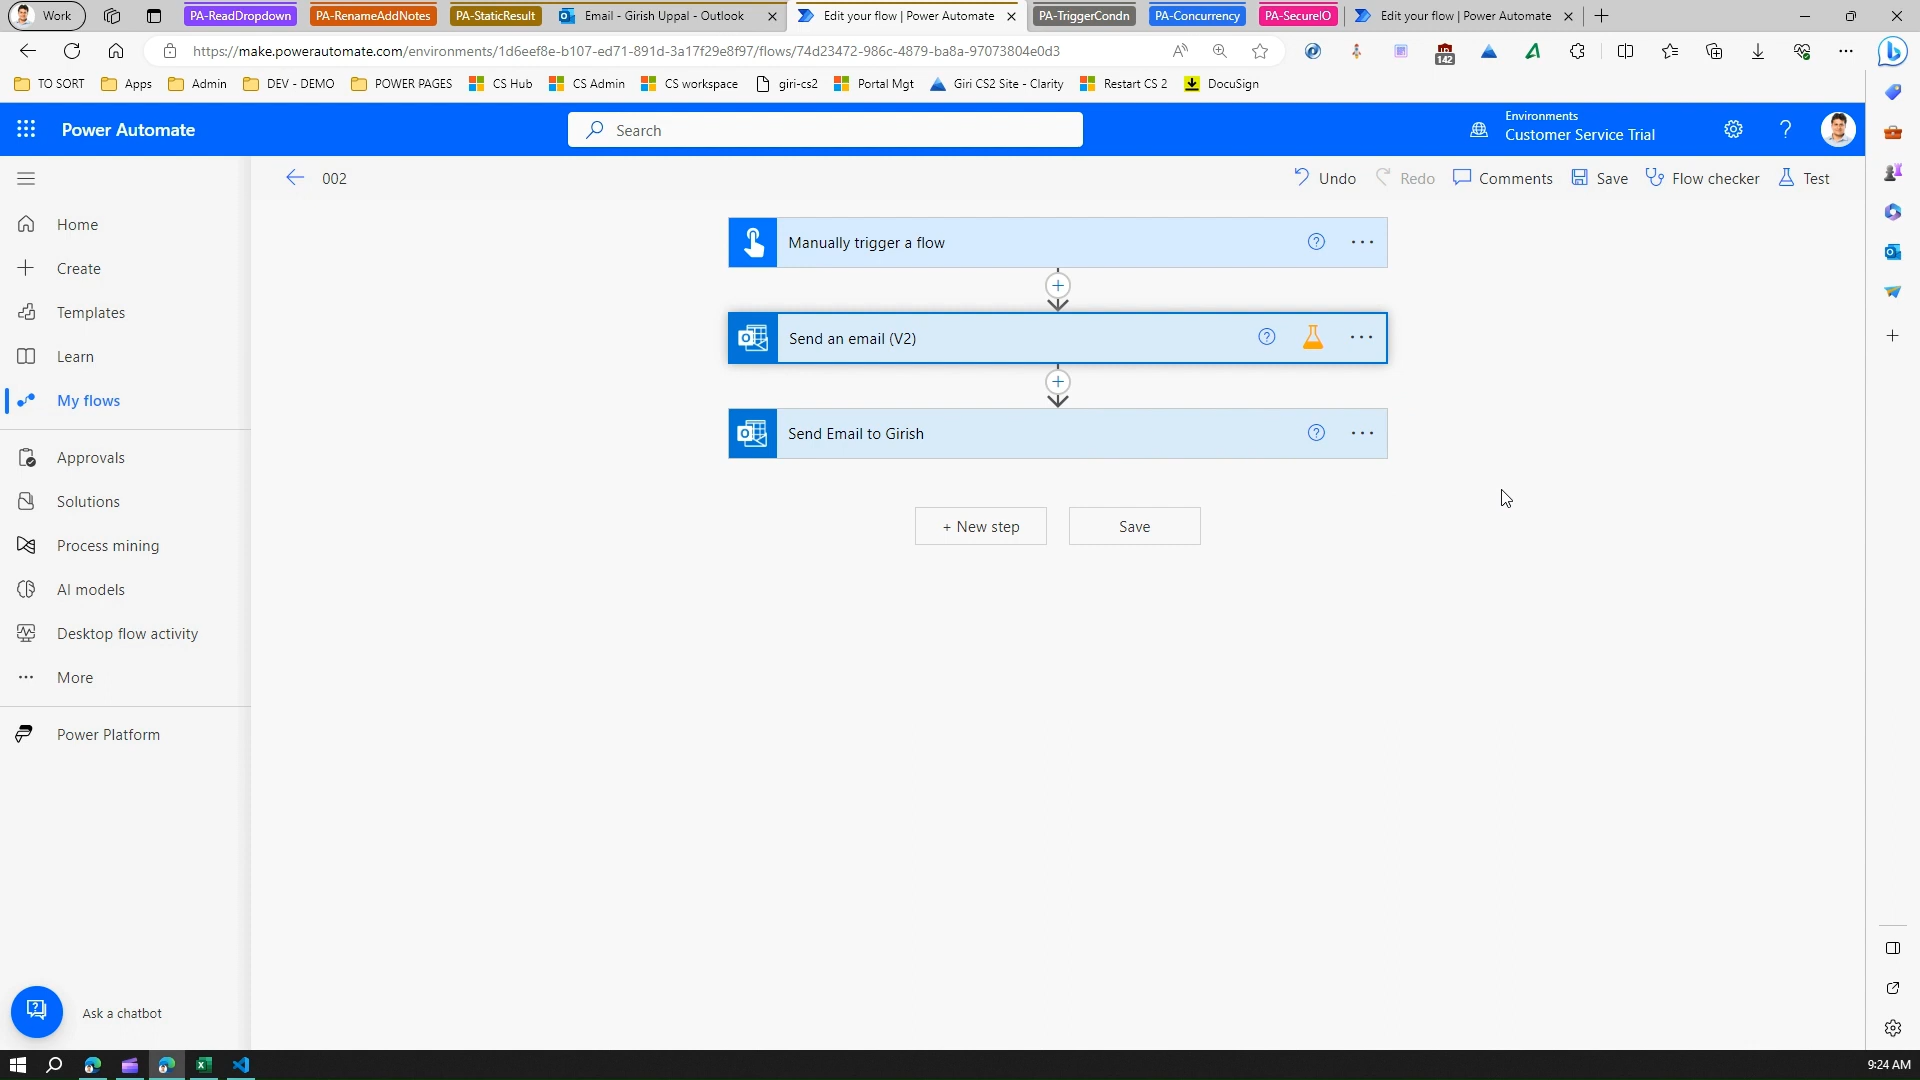 Work
PA-ReadDropdown
PA-RenameAddNotes
PA-StaticResult
Email - Girish Uppal - Outlook
Edit your flow | Power Automate
PA-TriggerCondn
PA-Concurrency
PA-SecureIO
Edit your flow | Power Automate
https://make.powerautomate.com/environments/1d6eef8e-b107-ed71-891d-3a17f29e8f97/flows/74d23472-986c-4879-ba8a-97073804e0d3
142
TO SORT
Apps
Admin
DEV - DEMO
POWER PAGES
CS Hub
CS Admin
CS workspace
giri-cs2
Portal Mgt
Giri CS2 Site - Clarity
Restart CS 2
DocuSign
Power Automate
Search
Environments
Customer Service Trial
002
Undo
Redo
Comments
Save
Flow checker
Test
Home
Create
Templates
Learn
My flows
Approvals
Solutions
Process mining
AI models
Desktop flow activity
More
Power Platform
Manually trigger a flow
Send an email (V2)
Send Email to Girish
+ New step
Save
Ask a chatbot
9:24 AM